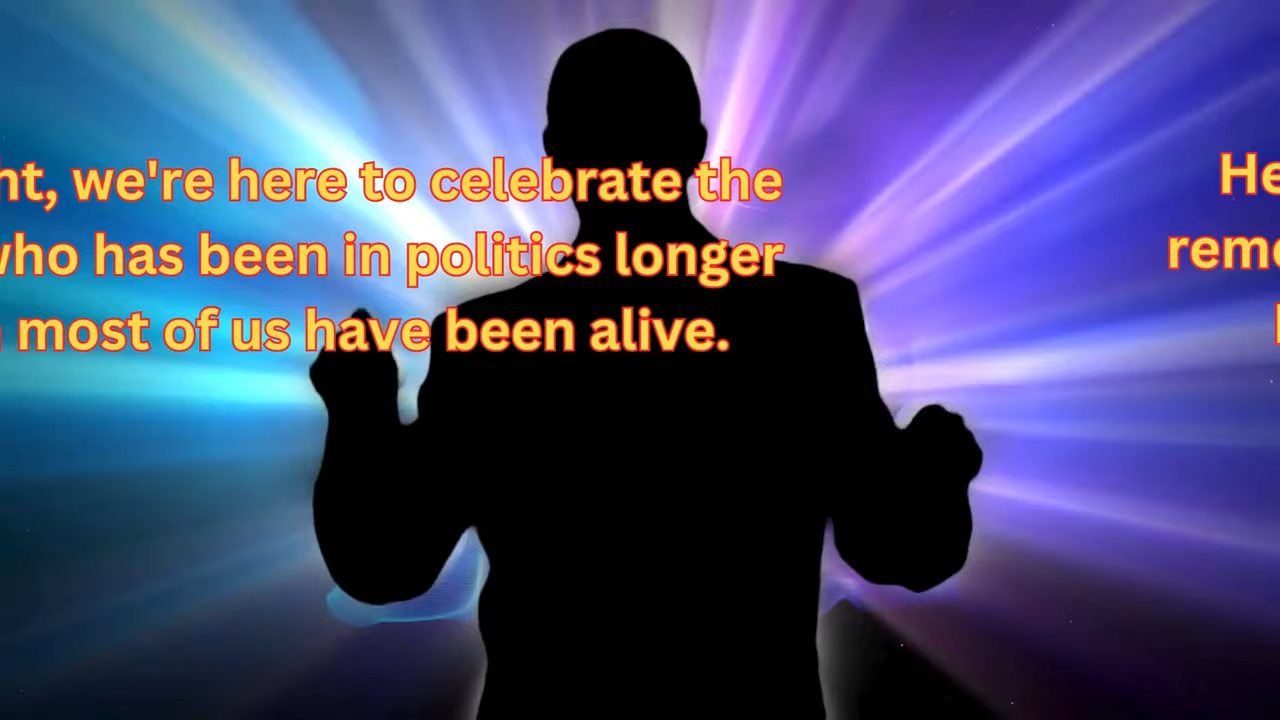 we're here to celebrate the
has been in politics longer
most of us have been alive.